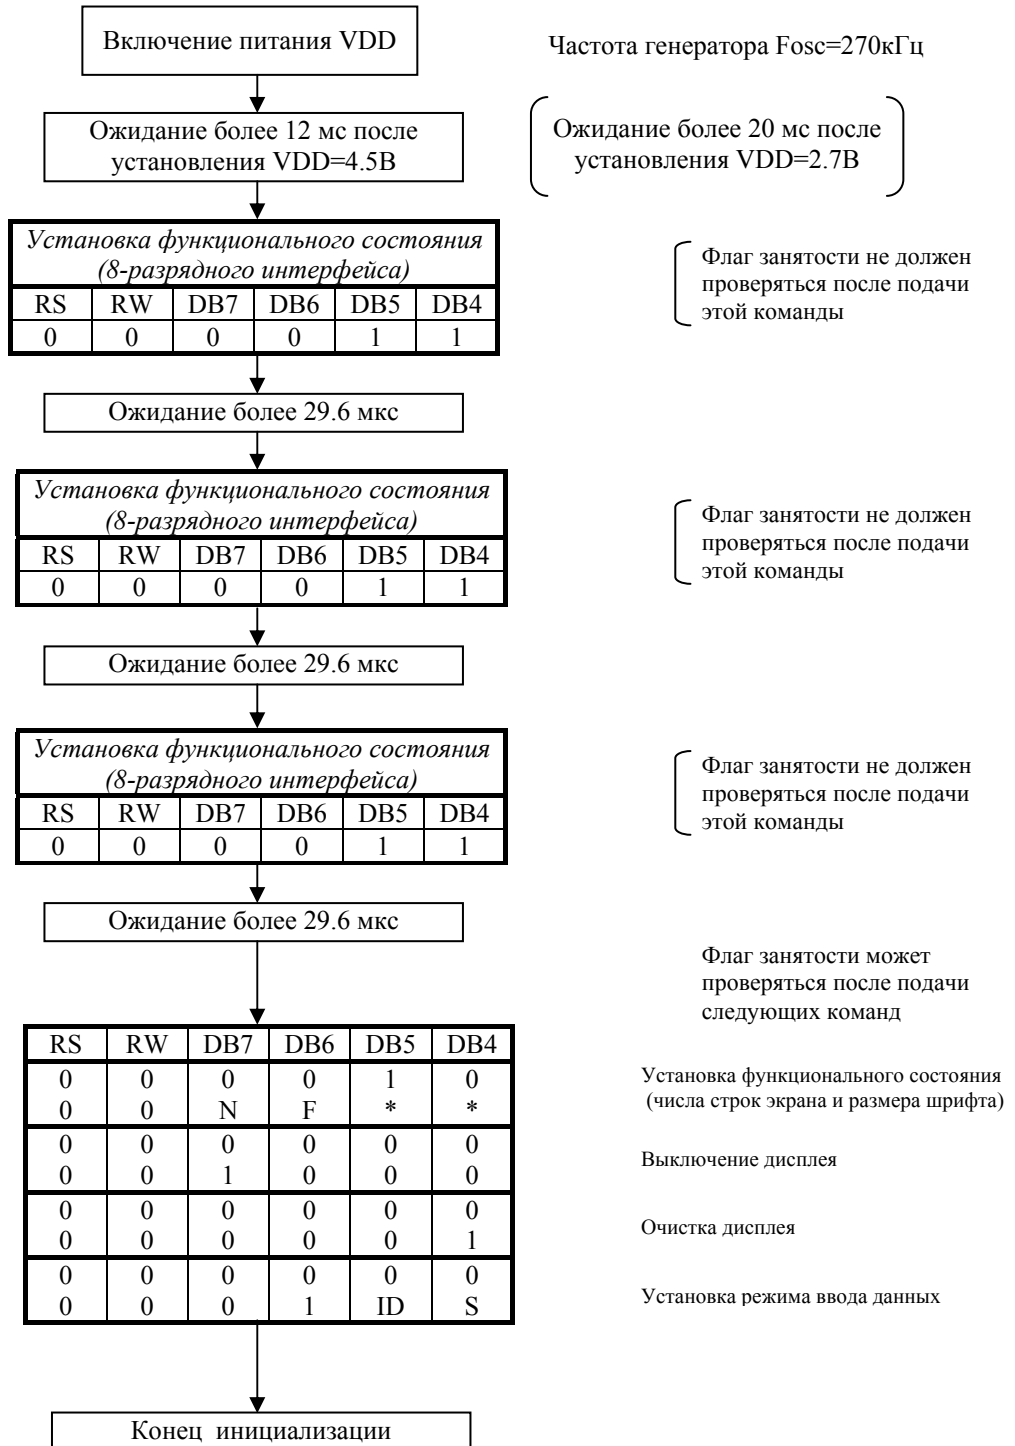 Включение питания VDD
Частота генератора Fosc=270кГц
Ожидание более 12 мс после
установления VDD=4.5В
Ожидание более 20 мс после
установления VDD=2.7В
Установка функционального состояния
(8-разрядного интерфейса)
RS RW DB7 DB6 DB5 DB4
0 0 0 0 1 1
Флаг занятости не должен
проверяться после подачи
этой команды
Ожидание более 29.6 мкс
Установка функционального состояния
(8-разрядного интерфейса)
RS RW DB7 DB6 DB5 DB4
0 0 0 0 1 1
Флаг занятости не должен
проверяться после подачи
этой команды
Ожидание более 29.6 мкс
Установка функционального состояния
(8-разрядного интерфейса)
RS RW DB7 DB6 DB5 DB4
0 0 0 0 1 1
Флаг занятости не должен
проверяться после подачи
этой команды
Ожидание более 29.6 мкс
Флаг занятости может
проверяться после подачи
следующих команд
RS RW DB7 DB6 DB5 DB4
0 0 0 0 1 0
0 0 N F * *
Установка функционального состояния
(числа строк экрана и размера шрифта)
0 0 0 0 0 0
0 0 1 0 0 0
Выключение дисплея
0 0 0 0 0 0
0 0 0 0 0 1
Очистка дисплея
0 0 0 0 0 0
0 0 0 1 ID S
Установка режима ввода данных
Конец инициализации